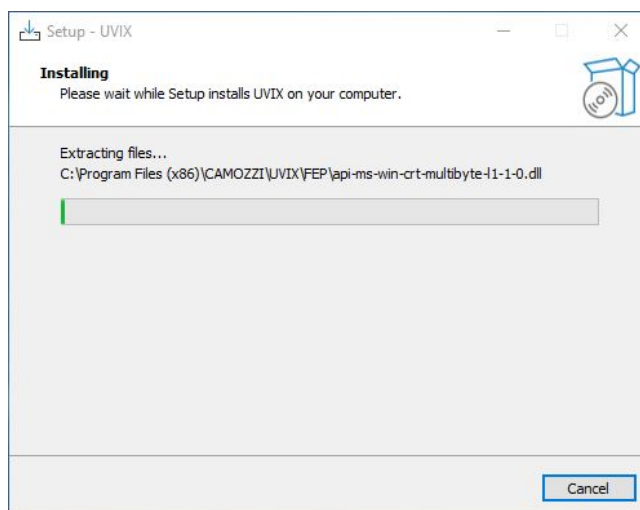 Setup - UVIX
Installing
Please wait while Setup installs UVIX on your computer.
Extracting files...
C:\Program Files (x86)\CAMOZZI\UVIX\FEP\api-ms-win-crt-multibyte-l1-1-0.dll
Cancel